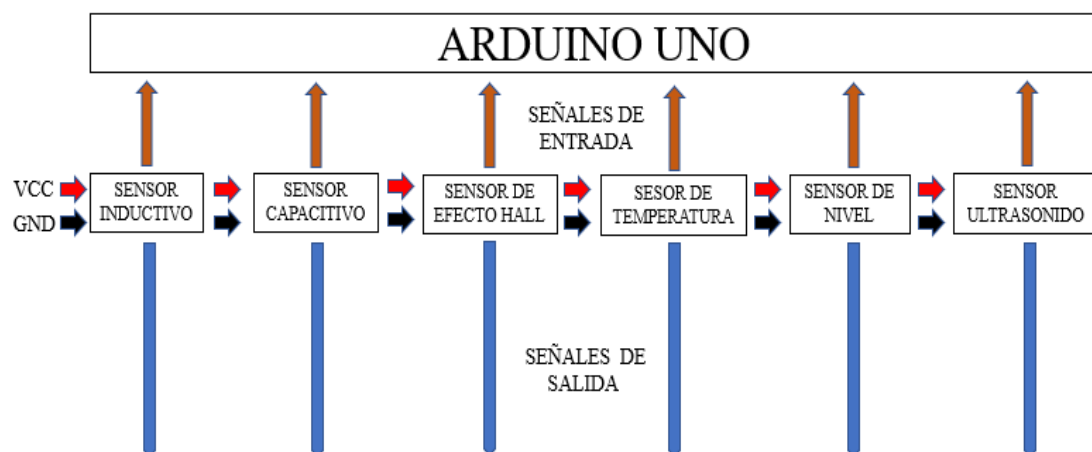 ARDUINO UNO
SEÑALES DE
ENTRADA
VCC
GND
SENSOR
INDUCTIVO
SENSOR
CAPACITIVO
SENSOR DE
EFECTO HALL
SESOR DE
TEMPERATURA
SENSOR DE
NIVEL
SENSOR
ULTRASONIDO
SEÑALES DE
SALIDA